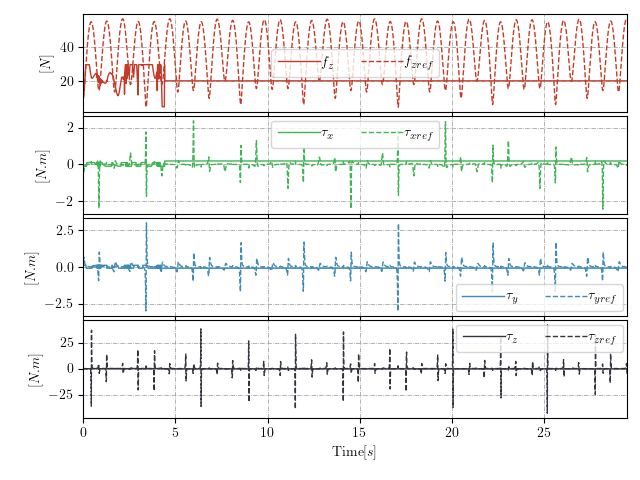 40
20
[N]
f_z f_zref
2
0
−2
[N.m]
τ_x τ_xref
2.5
0.0
−2.5
[N.m]
τ_y τ_yref
25
0
−25
[N.m]
τ_z τ_zref
0 5 10 15 20 25
Time[s]